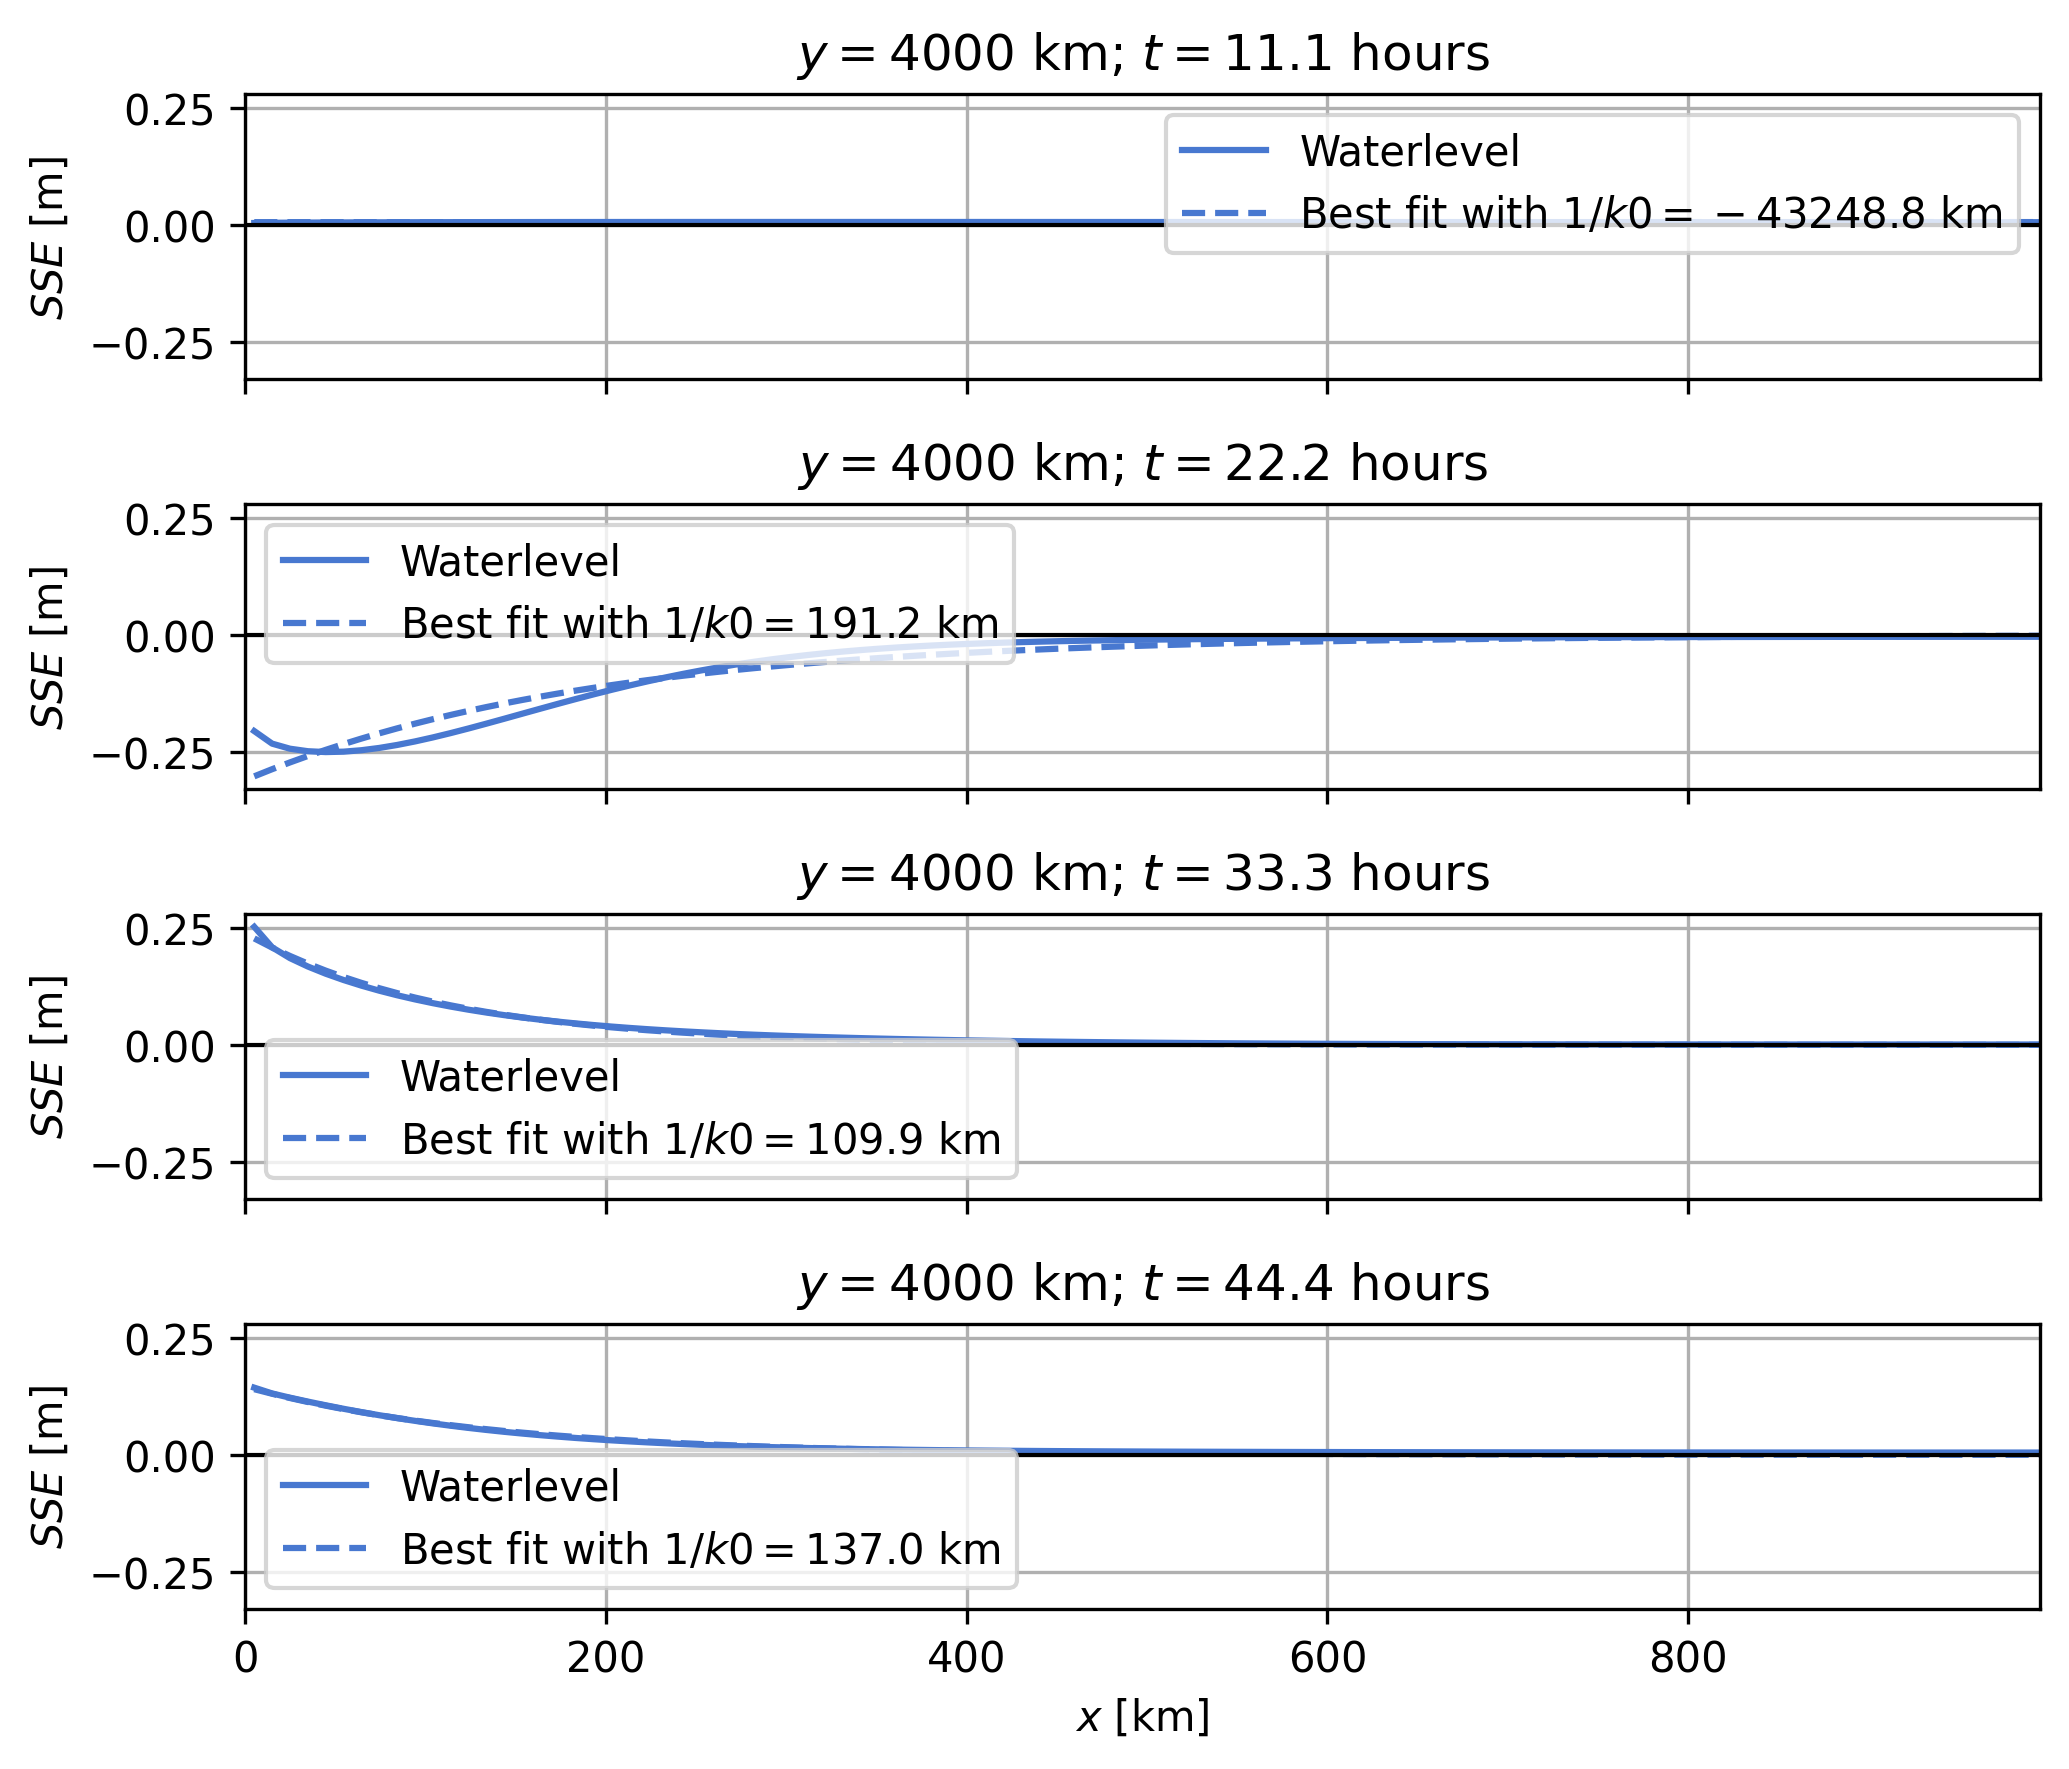 y = 4000 km; t = 11.1 hours
SSE [m]
0.25
0.00
−0.25
Waterlevel
Best fit with 1/k0 = −43248.8 km
y = 4000 km; t = 22.2 hours
SSE [m]
0.25
0.00
−0.25
Waterlevel
Best fit with 1/k0 = 191.2 km
y = 4000 km; t = 33.3 hours
SSE [m]
0.25
0.00
−0.25
Waterlevel
Best fit with 1/k0 = 109.9 km
y = 4000 km; t = 44.4 hours
SSE [m]
0.25
0.00
−0.25
Waterlevel
Best fit with 1/k0 = 137.0 km
0 200 400 600 800
x [km]